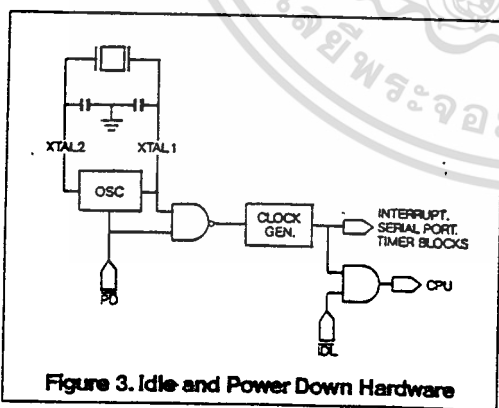 XTAL2
XTAL1
OSC
PD
CLOCK
GEN.
INTERRUPT.
SERIAL PORT.
TIMER BLOCKS
CPU
IDL
Figure 3. Idle and Power Down Hardware